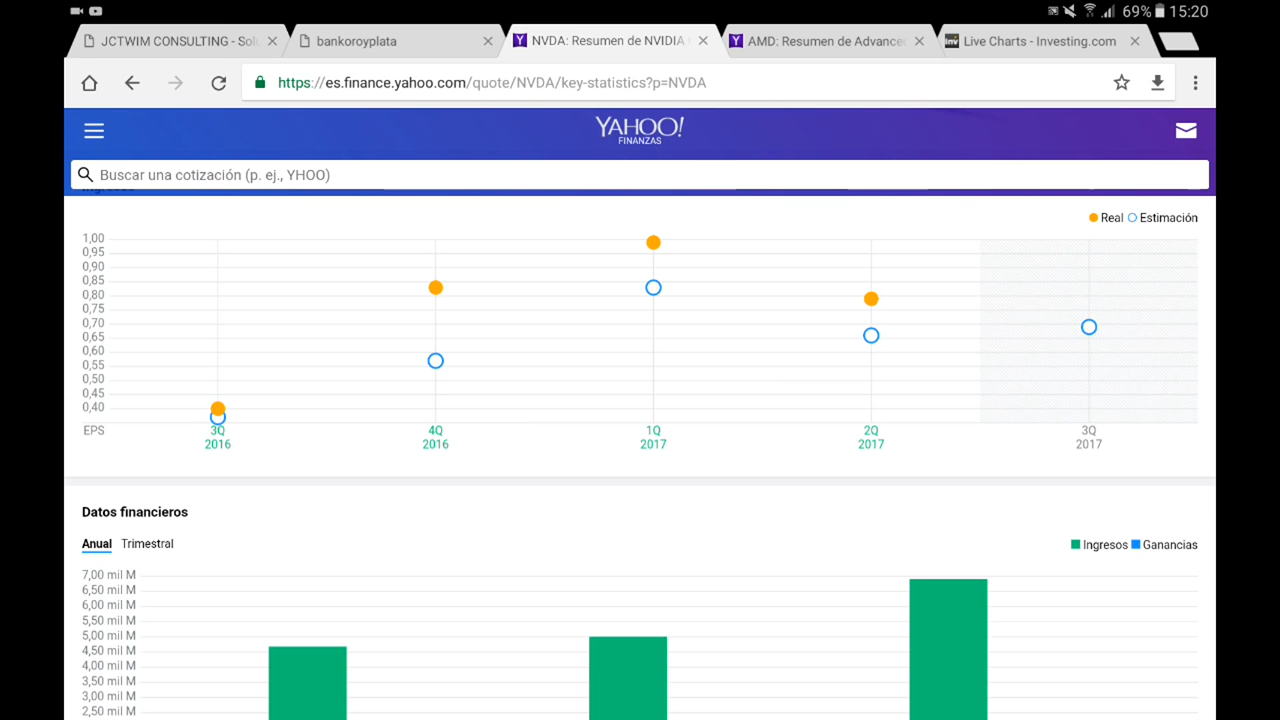 69% 15:20
JCTWIM CONSULTING - Solu
bankoroyplata
NVDA: Resumen de NVIDIA
AMD: Resumen de Advanced
Inv Live Charts - Investing.com
https://es.finance.yahoo.com/quote/NVDA/key-statistics?p=NVDA
YAHOO!
FINANZAS
Buscar una cotización (p. ej., YHOO)
Ingresos
Real Estimación
1,00
0,95
0,90
0,85
0,80
0,75
0,70
0,65
0,60
0,55
0,50
0,45
0,40
EPS
3Q 2016
4Q 2016
1Q 2017
2Q 2017
3Q 2017
Datos financieros
Anual Trimestral
Ingresos Ganancias
7,00 mil M
6,50 mil M
6,00 mil M
5,50 mil M
5,00 mil M
4,50 mil M
4,00 mil M
3,50 mil M
3,00 mil M
2,50 mil M